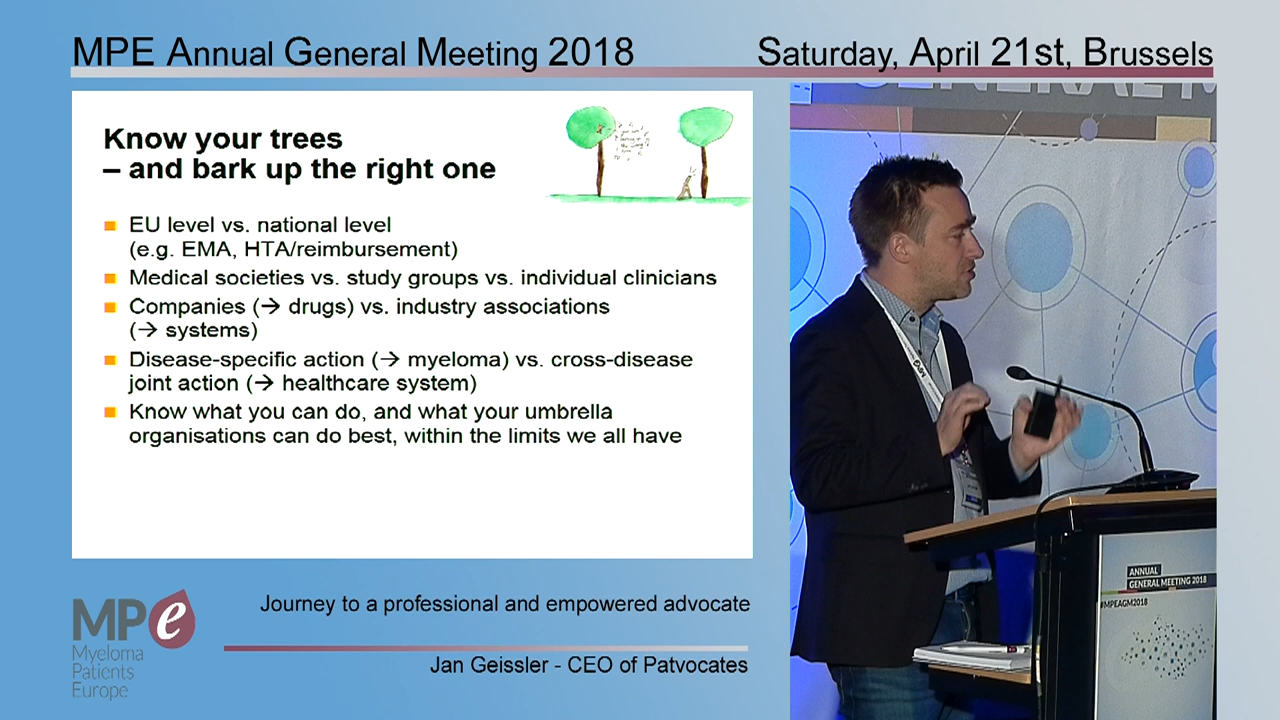 MPE Annual General Meeting 2018
Saturday, April 21st, Brussels
Know your trees
– and bark up the right one
■ EU level vs. national level
(e.g. EMA, HTA/reimbursement)
■ Medical societies vs. study groups vs. individual clinicians
■ Companies (→ drugs) vs. industry associations
(→ systems)
■ Disease-specific action (→ myeloma) vs. cross-disease
joint action (→ healthcare system)
■ Know what you can do, and what your umbrella
organisations can do best, within the limits we all have
MPe
Myeloma
Patients
Europe
Journey to a professional and empowered advocate
Jan Geissler - CEO of Patvocates
ANNUAL
GENERAL MEETING 2018
#MPEAGM2018